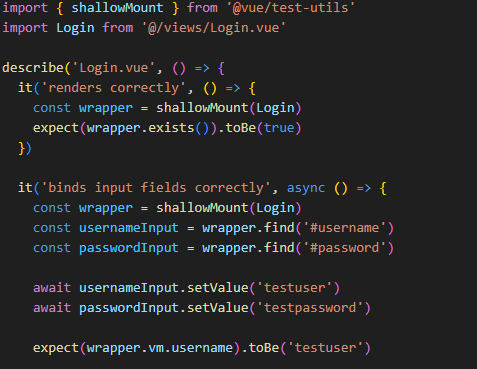 import { shallowMount } from '@vue/test-utils'
import Login from '@/views/Login.vue'

describe('Login.vue', () => {
  it('renders correctly', () => {
    const wrapper = shallowMount(Login)
    expect(wrapper.exists()).toBe(true)
  })

  it('binds input fields correctly', async () => {
    const wrapper = shallowMount(Login)
    const usernameInput = wrapper.find('#username')
    const passwordInput = wrapper.find('#password')

    await usernameInput.setValue('testuser')
    await passwordInput.setValue('testpassword')

    expect(wrapper.vm.username).toBe('testuser')